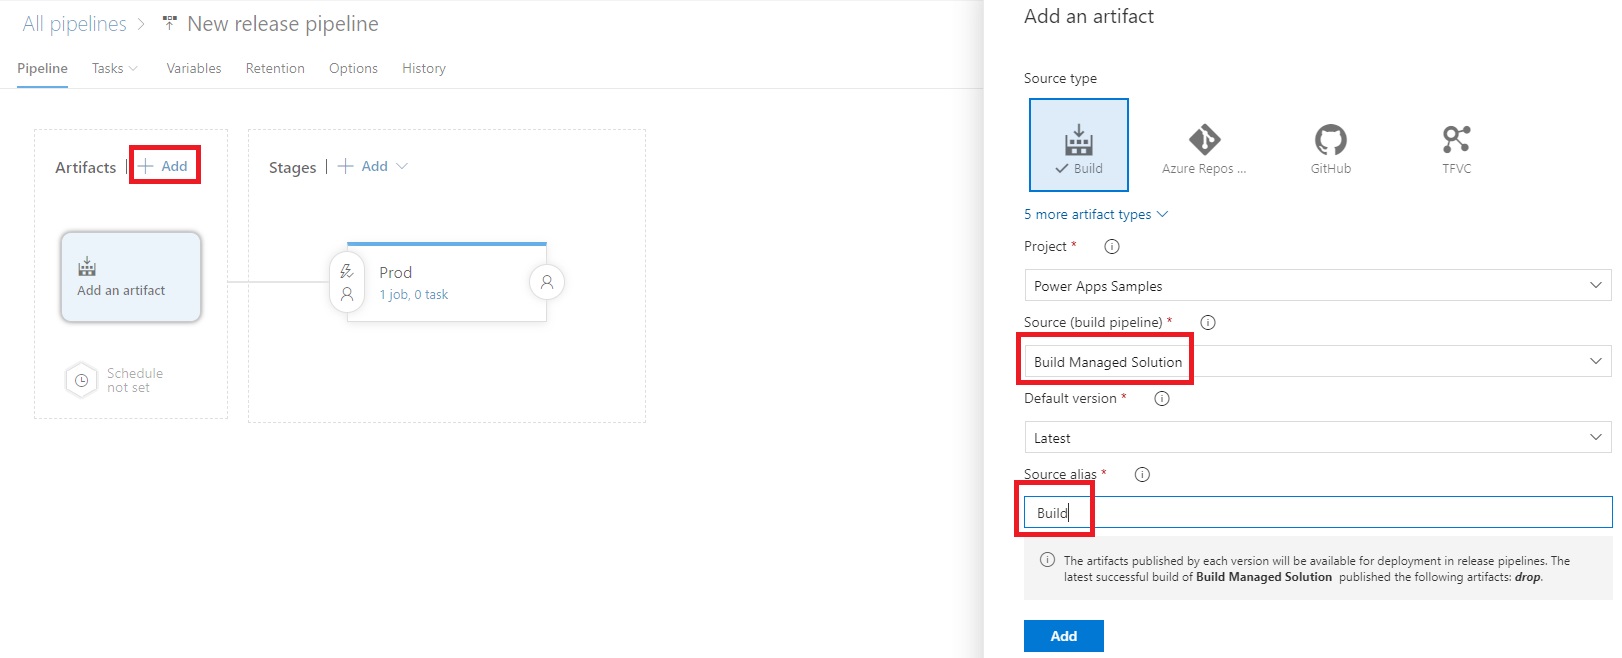 All pipelines > New release pipeline
Pipeline Tasks Variables Retention Options History
Artifacts | + Add
Add an artifact
Schedule
not set
Stages | + Add
Prod
1 job, 0 task
Add an artifact
Source type
Build
Azure Repos ...
GitHub
TFVC
5 more artifact types
Project *
Power Apps Samples
Source (build pipeline) *
Build Managed Solution
Default version *
Latest
Source alias *
Build
The artifacts published by each version will be available for deployment in release pipelines. The
latest successful build of Build Managed Solution published the following artifacts: drop.
Add